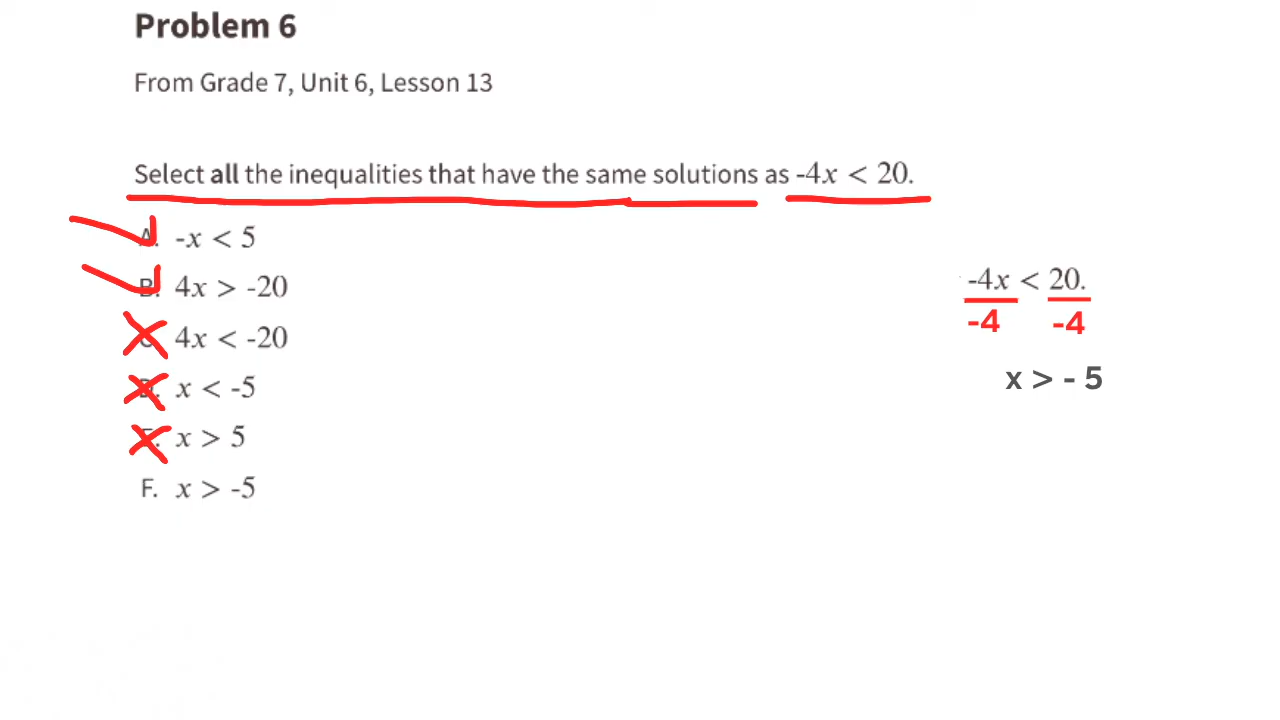 Problem 6
From Grade 7, Unit 6, Lesson 13
Select all the inequalities that have the same solutions as -4x < 20.
A. -x < 5
B. 4x > -20
C. 4x < -20
D. x < -5
E. x > 5
F. x > -5
-4x < 20.
-4 -4
x > - 5